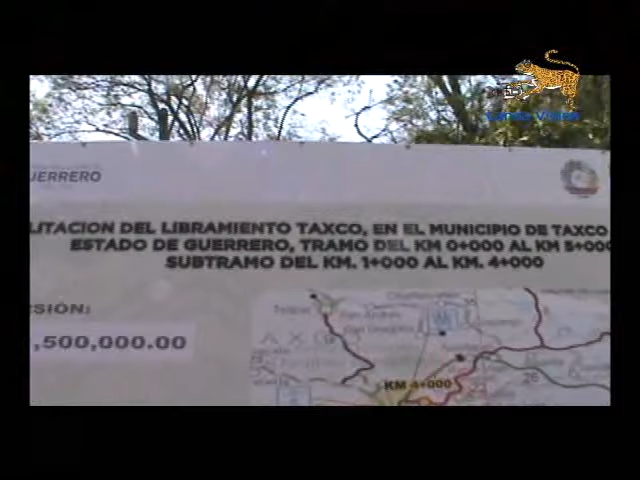 UERRERO
LITACION DEL LIBRAMIENTO TAXCO, EN EL MUNICIPIO DE TAXCO
ESTADO DE GUERRERO, TRAMO DEL KM 0+000 AL KM 5+000
SUBTRAMO DEL KM. 1+000 AL KM. 4+000
SIÓN:
,500,000.00
KM 4+000
26